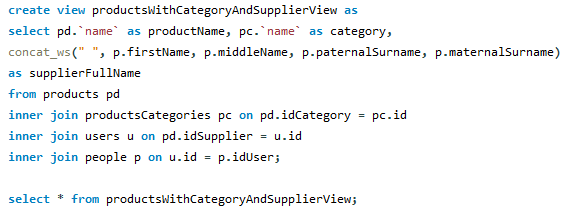 create view productsWithCategoryAndSupplierView as
select pd.`name` as productName, pc.`name` as category,
concat_ws(" ", p.firstName, p.middleName, p.paternalSurname, p.maternalSurname)
as supplierFullName
from products pd
inner join productsCategories pc on pd.idCategory = pc.id
inner join users u on pd.idSupplier = u.id
inner join people p on u.id = p.idUser;
select * from productsWithCategoryAndSupplierView;